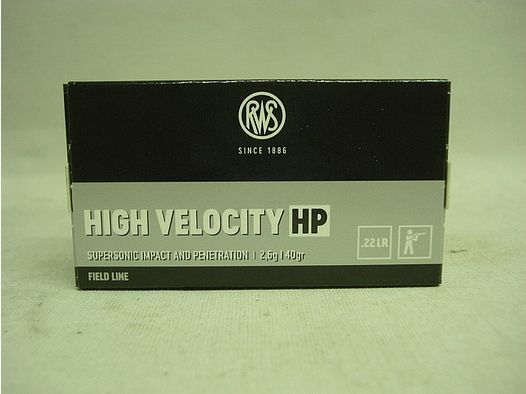 RWS
SINCE 1886
HIGH VELOCITY HP
SUPERSONIC IMPACT AND PENETRATION | 2,6g | 40gr
.22 LR
FIELD LINE